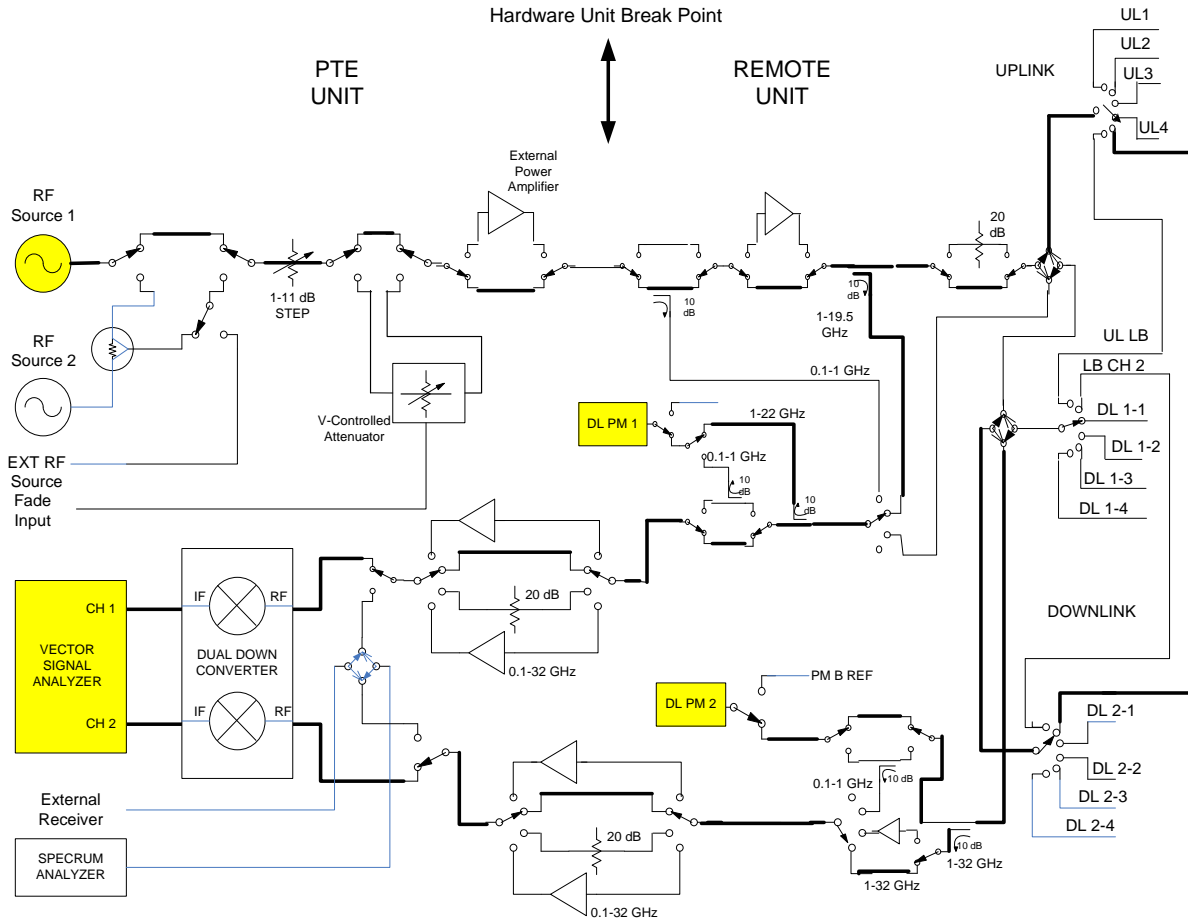 Hardware Unit Break Point
PTE
UNIT
REMOTE
UNIT
UPLINK
UL1
UL2
UL3
UL4
External
Power
Amplifier
RF
Source 1
20
dB
1-11 dB
STEP
10
dB
10
dB
1-19.5
GHz
RF
Source 2
UL LB
LB CH 2
0.1-1 GHz
V-Controlled
Attenuator
DL PM 1
1-22 GHz
DL 1-1
0.1-1 GHz
DL 1-2
EXT RF
Source
Fade
Input
10
dB
10
dB
DL 1-3
DL 1-4
CH 1
IF
RF
20 dB
DOWNLINK
VECTOR
SIGNAL
ANALYZER
DUAL DOWN
CONVERTER
0.1-32 GHz
PM B REF
DL PM 2
CH 2
IF
RF
DL 2-1
DL 2-2
0.1-1 GHz
10 dB
DL 2-3
External
Receiver
DL 2-4
20 dB
10 dB
SPECRUM
ANALYZER
1-32 GHz
1-32 GHz
0.1-32 GHz